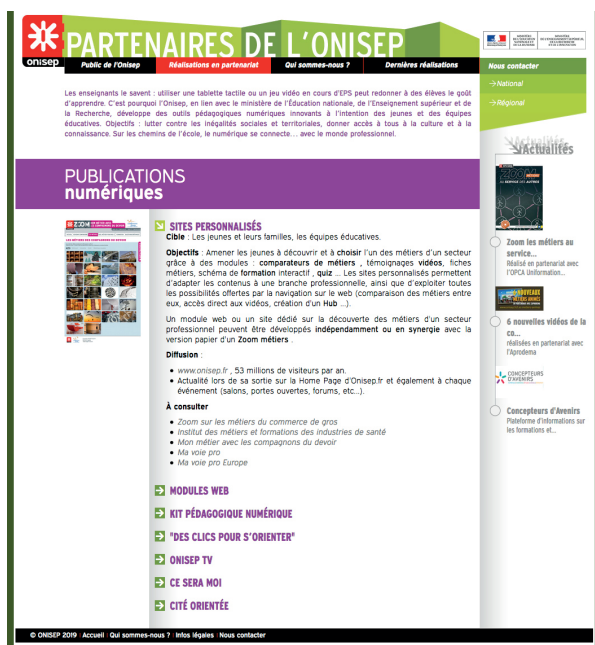 PARTENAIRES DE L'ONISEP
onisep
Public de l'Onisep
Réalisations en partenariat
Qui sommes-nous ?
Dernières réalisations
Nous contacter
National
Régional
Les enseignants le savent : utiliser une tablette tactile ou un jeu vidéo en cours d'EPS peut redonner à des élèves le goût
d'apprendre. C'est pourquoi l'Onisep, en lien avec le ministère de l'Éducation nationale, de l'Enseignement supérieur et de
la Recherche, développe des outils pédagogiques numériques innovants à l'intention des jeunes et des équipes
éducatives. Objectifs : lutter contre les inégalités sociales et territoriales, donner accès à tous à la culture et à la
connaissance. Sur les chemins de l'école, le numérique se connecte... avec le monde professionnel.
PUBLICATIONS
numériques
SITES PERSONNALISÉS
Cible : Les jeunes et leurs familles, les équipes éducatives.
Objectifs : Amener les jeunes à découvrir et à choisir l'un des métiers d'un secteur
grâce à des modules : comparateurs de métiers , témoignages vidéos, fiches
métiers, schéma de formation interactif , quiz ... Les sites personnalisés permettent
d'adapter les contenus à une branche professionnelle, ainsi que d'exploiter toutes
les possibilités offertes par la navigation sur le web (comparaison des métiers entre
eux, accès direct aux vidéos, création d'un Hub ...).
Un module web ou un site dédié sur la découverte des métiers d'un secteur
professionnel peuvent être développés indépendamment ou en synergie avec la
version papier d'un Zoom métiers .
Diffusion :
• www.onisep.fr , 53 millions de visiteurs par an.
• Actualité lors de sa sortie sur la Home Page d'Onisep.fr et également à chaque
événement (salons, portes ouvertes, forums, etc...).
À consulter
• Zoom sur les métiers du commerce de gros
• Institut des métiers et formations des industries de santé
• Mon métier avec les compagnons du devoir
• Ma voie pro
• Ma voie pro Europe
MODULES WEB
KIT PÉDAGOGIQUE NUMÉRIQUE
"DES CLICS POUR S'ORIENTER"
ONISEP TV
CE SERA MOI
CITÉ ORIENTÉE
Actualités
ZOOM
AU SERVICE DES AUTRES
Zoom les métiers au
service...
Réalisé en partenariat avec
l'OPCA Uniformation...
6 nouvelles vidéos de la
co...
réalisées en partenariat avec
l'Aprodema
CONCEPTEURS
D'AVENIRS
Concepteurs d'Avenirs
Plateforme d'informations sur
les formations et...
© ONISEP 2019 | Accueil | Qui sommes-nous ? | Infos légales | Nous contacter